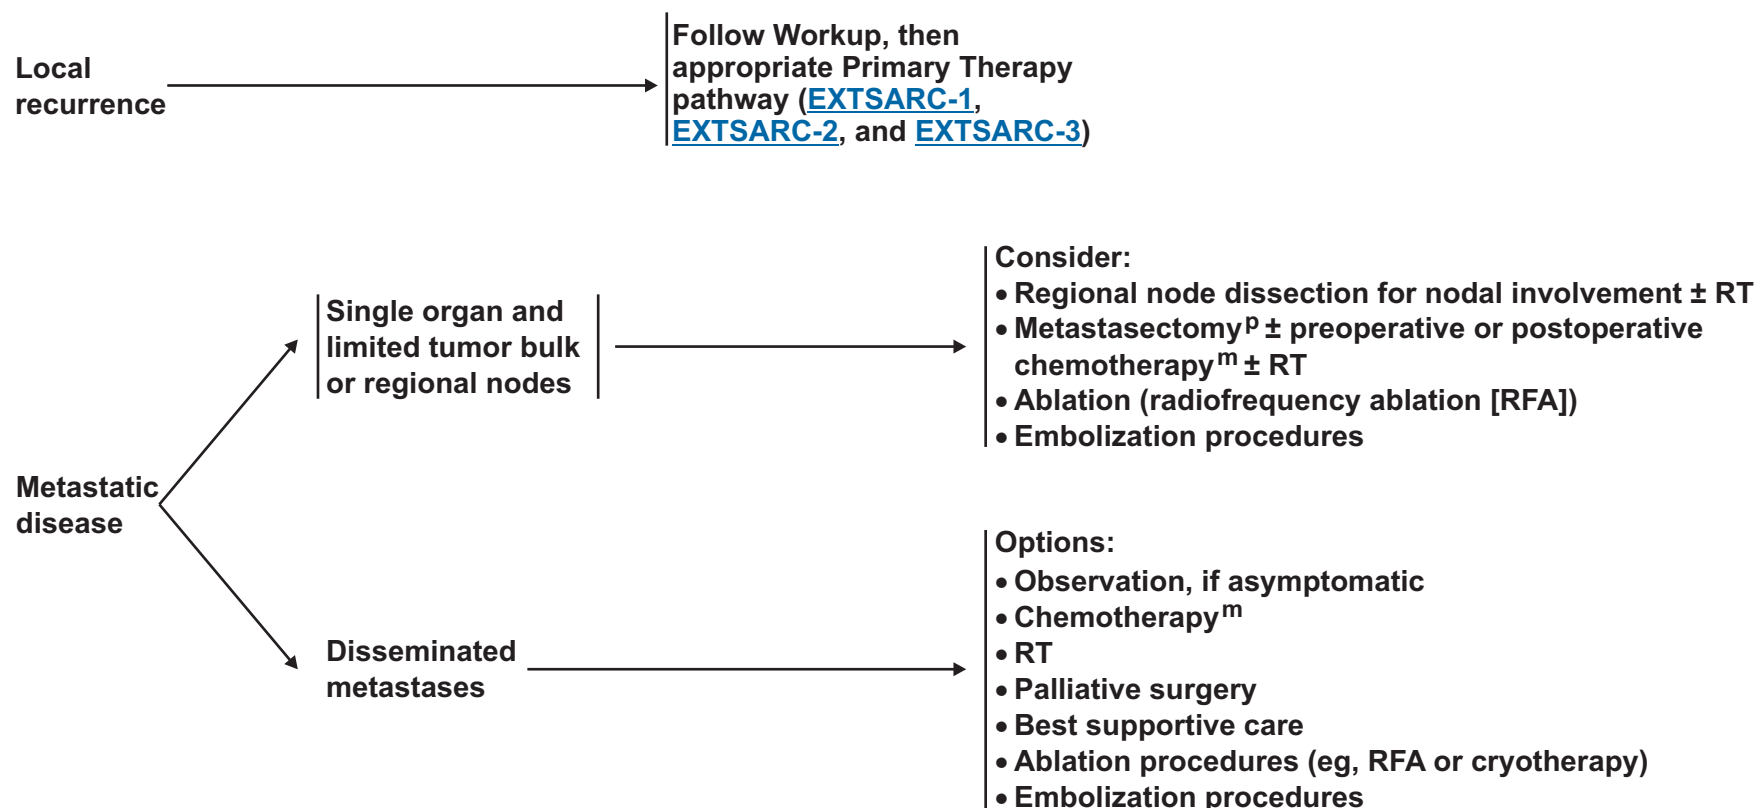 Local
recurrence
Follow Workup, then
appropriate Primary Therapy
pathway (EXTSARC-1,
EXTSARC-2, and EXTSARC-3)
Metastatic
disease
Single organ and
limited tumor bulk
or regional nodes
Consider:
• Regional node dissection for nodal involvement ± RT
• Metastasectomy p ± preoperative or postoperative
chemotherapy m ± RT
• Ablation (radiofrequency ablation [RFA])
• Embolization procedures
Disseminated
metastases
Options:
• Observation, if asymptomatic
• Chemotherapy m
• RT
• Palliative surgery
• Best supportive care
• Ablation procedures (eg, RFA or cryotherapy)
• Embolization procedures